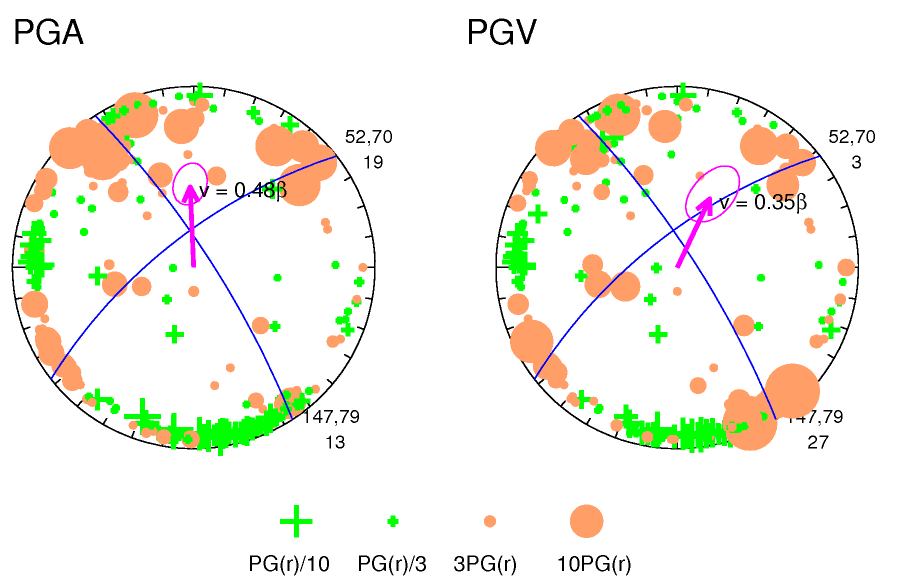 PGA
PGV
52,70
19
v = 0.48β
147,79
13
52,70
3
v = 0.35β
147,79
27
PG(r)/10 PG(r)/3 3PG(r) 10PG(r)